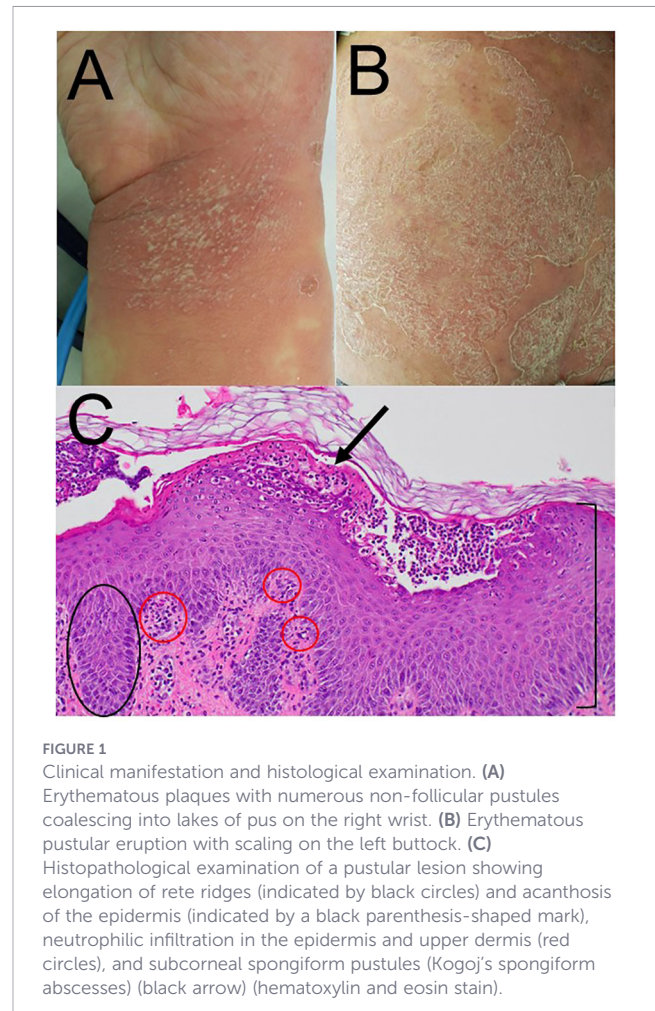 A
B
C
FIGURE 1
Clinical manifestation and histological examination. (A)
Erythematous plaques with numerous non-follicular pustules
coalescing into lakes of pus on the right wrist. (B) Erythematous
pustular eruption with scaling on the left buttock. (C)
Histopathological examination of a pustular lesion showing
elongation of rete ridges (indicated by black circles) and acanthosis
of the epidermis (indicated by a black parenthesis-shaped mark),
neutrophilic infiltration in the epidermis and upper dermis (red
circles), and subcorneal spongiform pustules (Kogoj’s spongiform
abscesses) (black arrow) (hematoxylin and eosin stain).